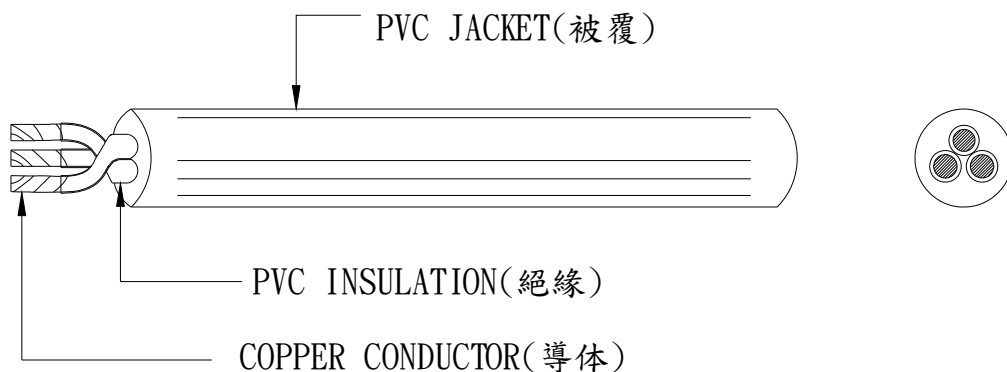 PVC JACKET(被覆)
PVC INSULATION(絕緣)
COPPER CONDUCTOR(導体)